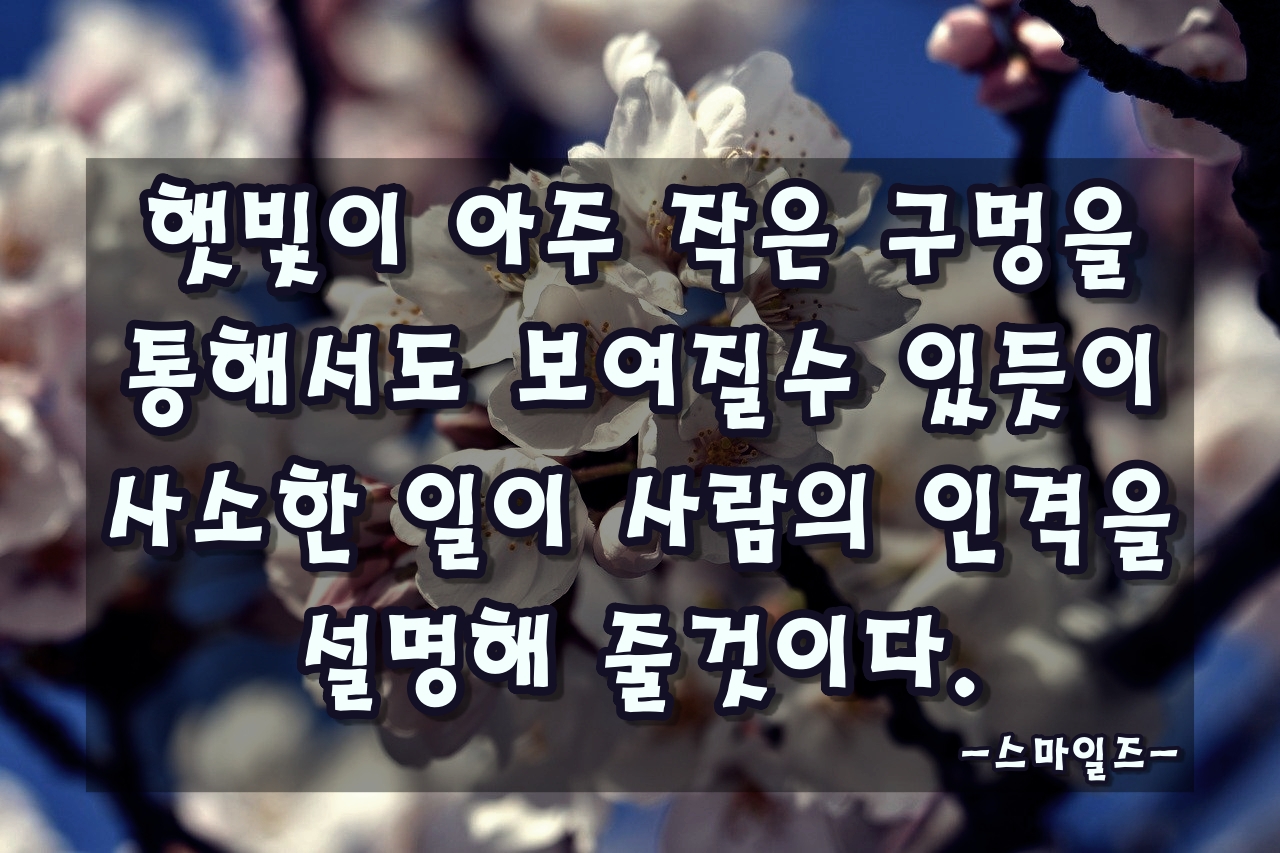 햇빛이 아주 작은 구멍을
통해서도 보여질수 있듯이
사소한 일이 사람의 인격을
설명해 줄것이다.
-스마일즈-